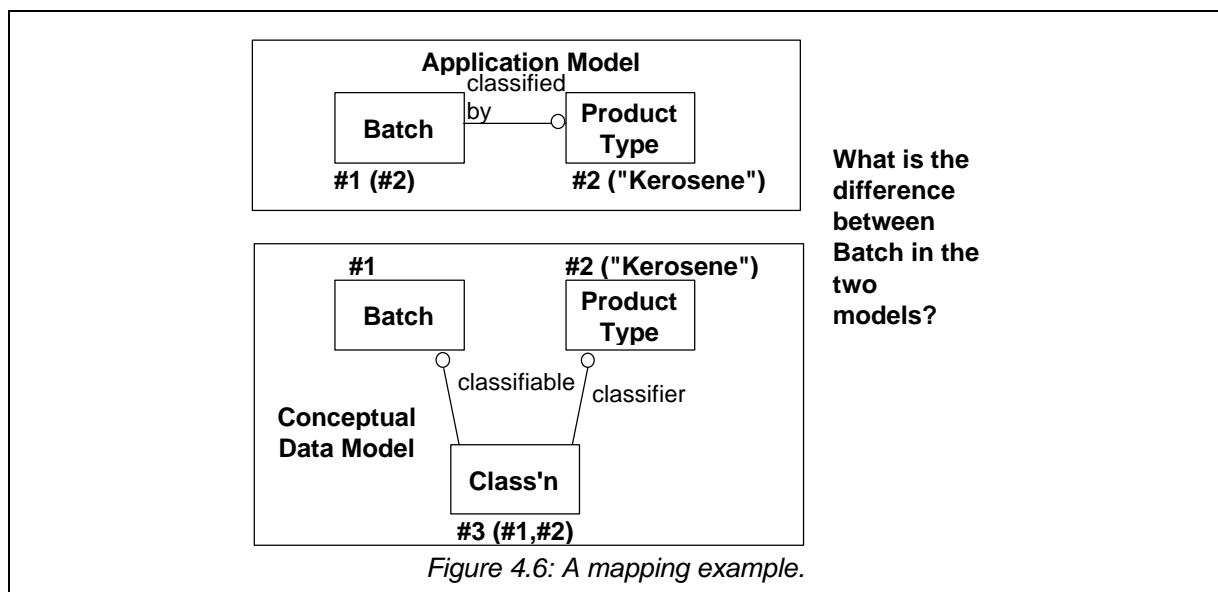 Application Model
classified
by
Batch
Product
Type
#1 (#2)
#2 ("Kerosene")
What is the
difference
between
Batch in the
two
models?
#1
#2 ("Kerosene")
Batch
Product
Type
classifiable
classifier
Conceptual
Data Model
Class'n
#3 (#1,#2)
Figure 4.6: A mapping example.